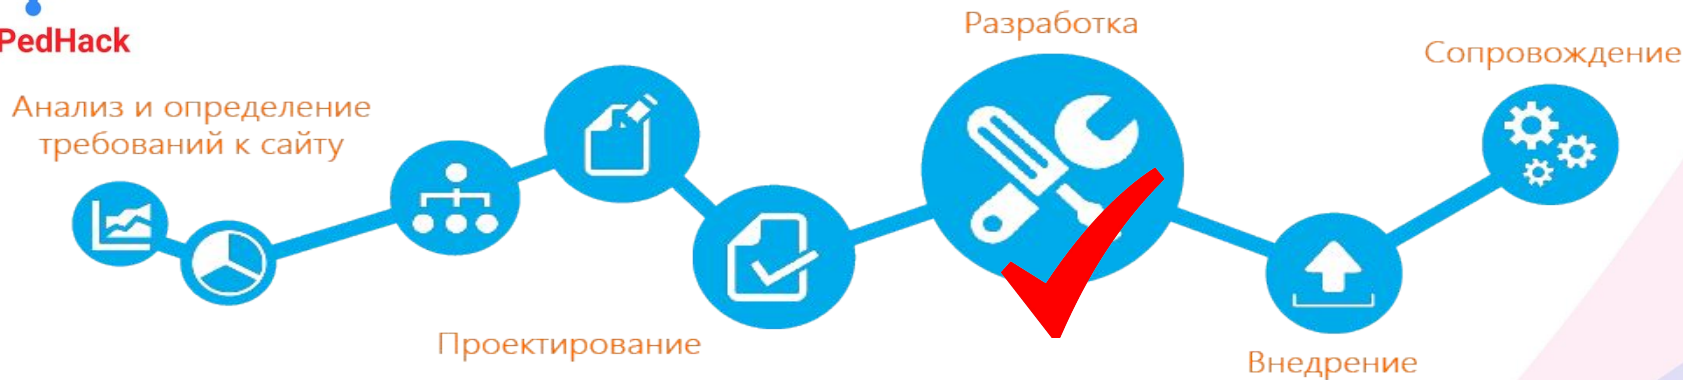 PedHack
Анализ и определение
требований к сайту
Проектирование
Разработка
Внедрение
Сопровождение